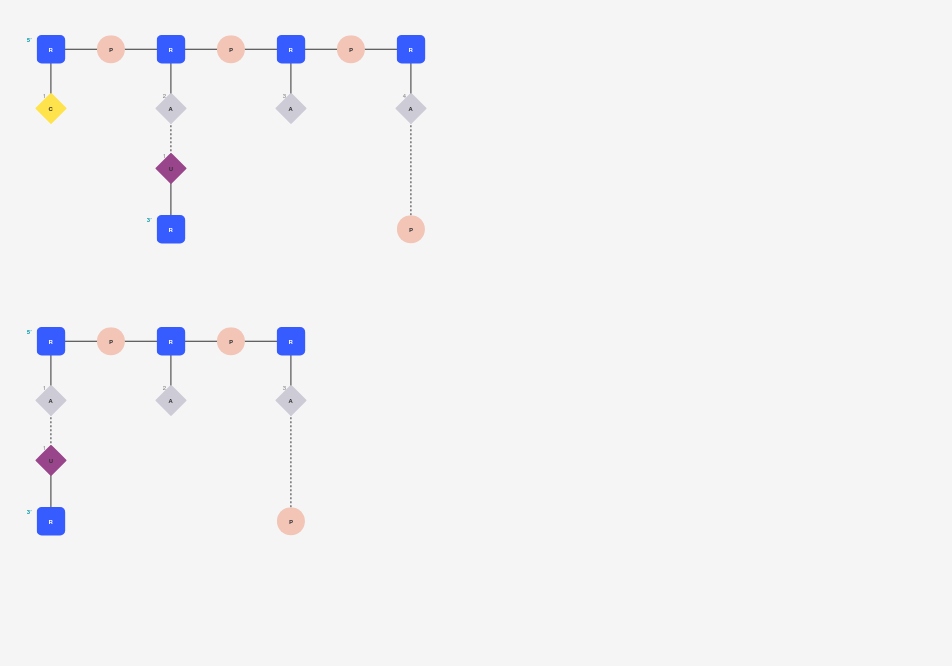 5' R P R P R P R
1 2 3 4
C A A A
1
U
3' R P
5' R P R P R
1 2 3
A A A
1
U
3' R P